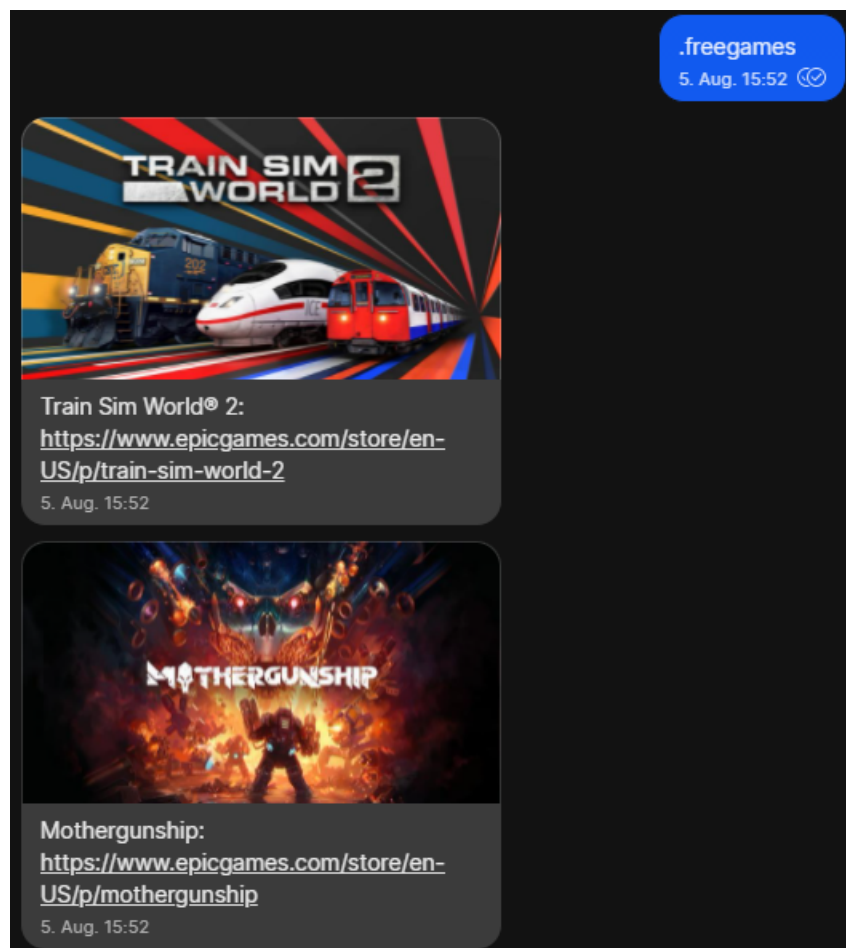 .freegames
5. Aug. 15:52
TRAIN SIM
WORLD 2
202
ICE
Train Sim World® 2:
https://www.epicgames.com/store/en-
US/p/train-sim-world-2
5. Aug. 15:52
MOTHERGUNSHIP
Mothergunship:
https://www.epicgames.com/store/en-
US/p/mothergunship
5. Aug. 15:52